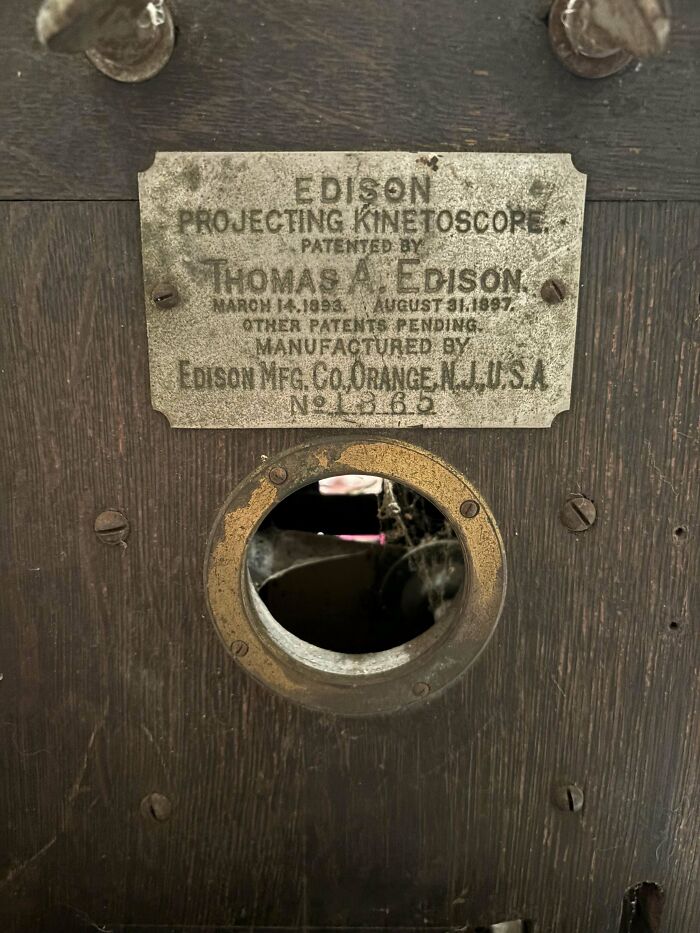 EDISON
PROJECTING KINETOSCOPE.
PATENTED BY
THOMAS A. EDISON.
MARCH 14.1893. AUGUST 31.1897.
OTHER PATENTS PENDING.
MANUFACTURED BY
EDISON MFG. CO., ORANGE, N.J., U.S.A
No 1865